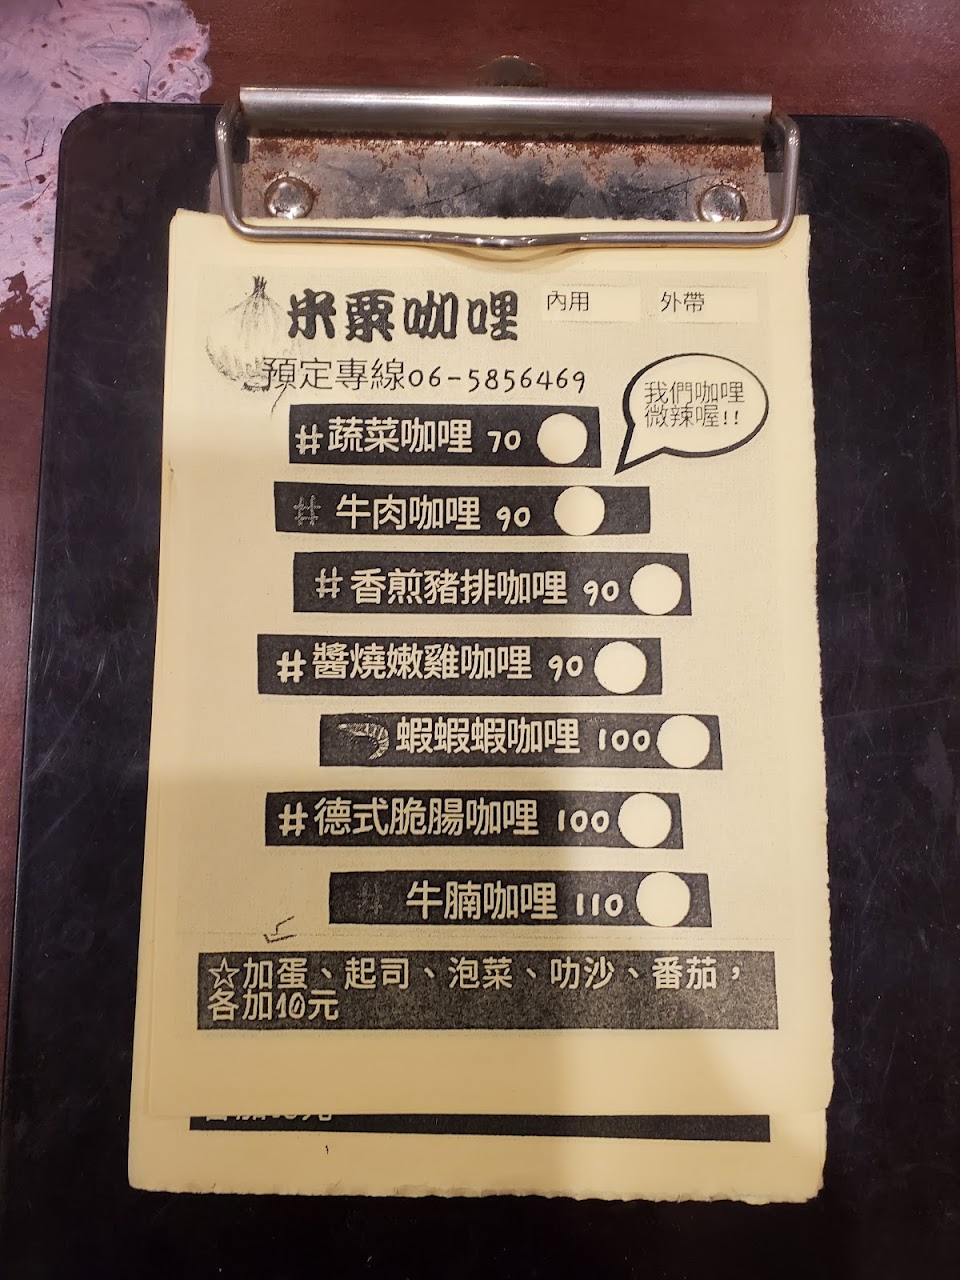 米粟咖哩
內用 外帶
預定專線06-5856469
我們咖哩
微辣喔!!
#蔬菜咖哩 70
# 牛肉咖哩 90
#香煎豬排咖哩 90
#醬燒嫩雞咖哩 90
蝦蝦蝦咖哩 100
#德式脆腸咖哩 100
# 牛腩咖哩 110
☆加蛋、起司、泡菜、叻沙、番茄，
各加10元